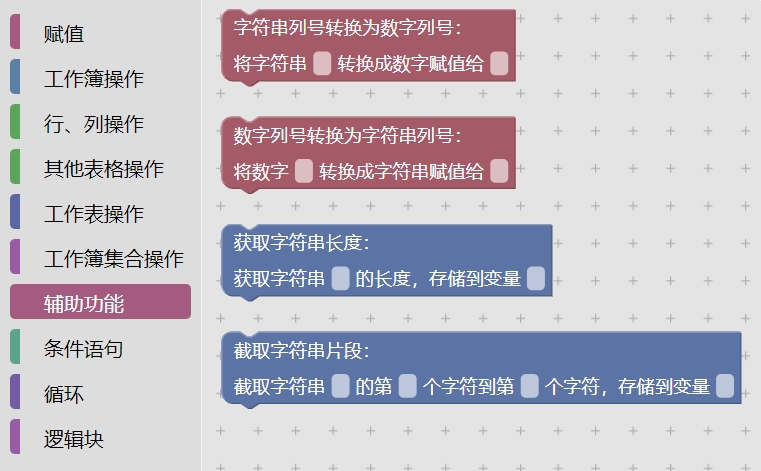 赋值
工作簿操作
行、列操作
其他表格操作
工作表操作
工作簿集合操作
辅助功能
条件语句
循环
逻辑块
字符串列号转换为数字列号：
将字符串 转换成数字赋值给
数字列号转换为字符串列号：
将数字 转换成字符串赋值给
获取字符串长度：
获取字符串 的长度，存储到变量
截取字符串片段：
截取字符串 的第 个字符到第 个字符，存储到变量